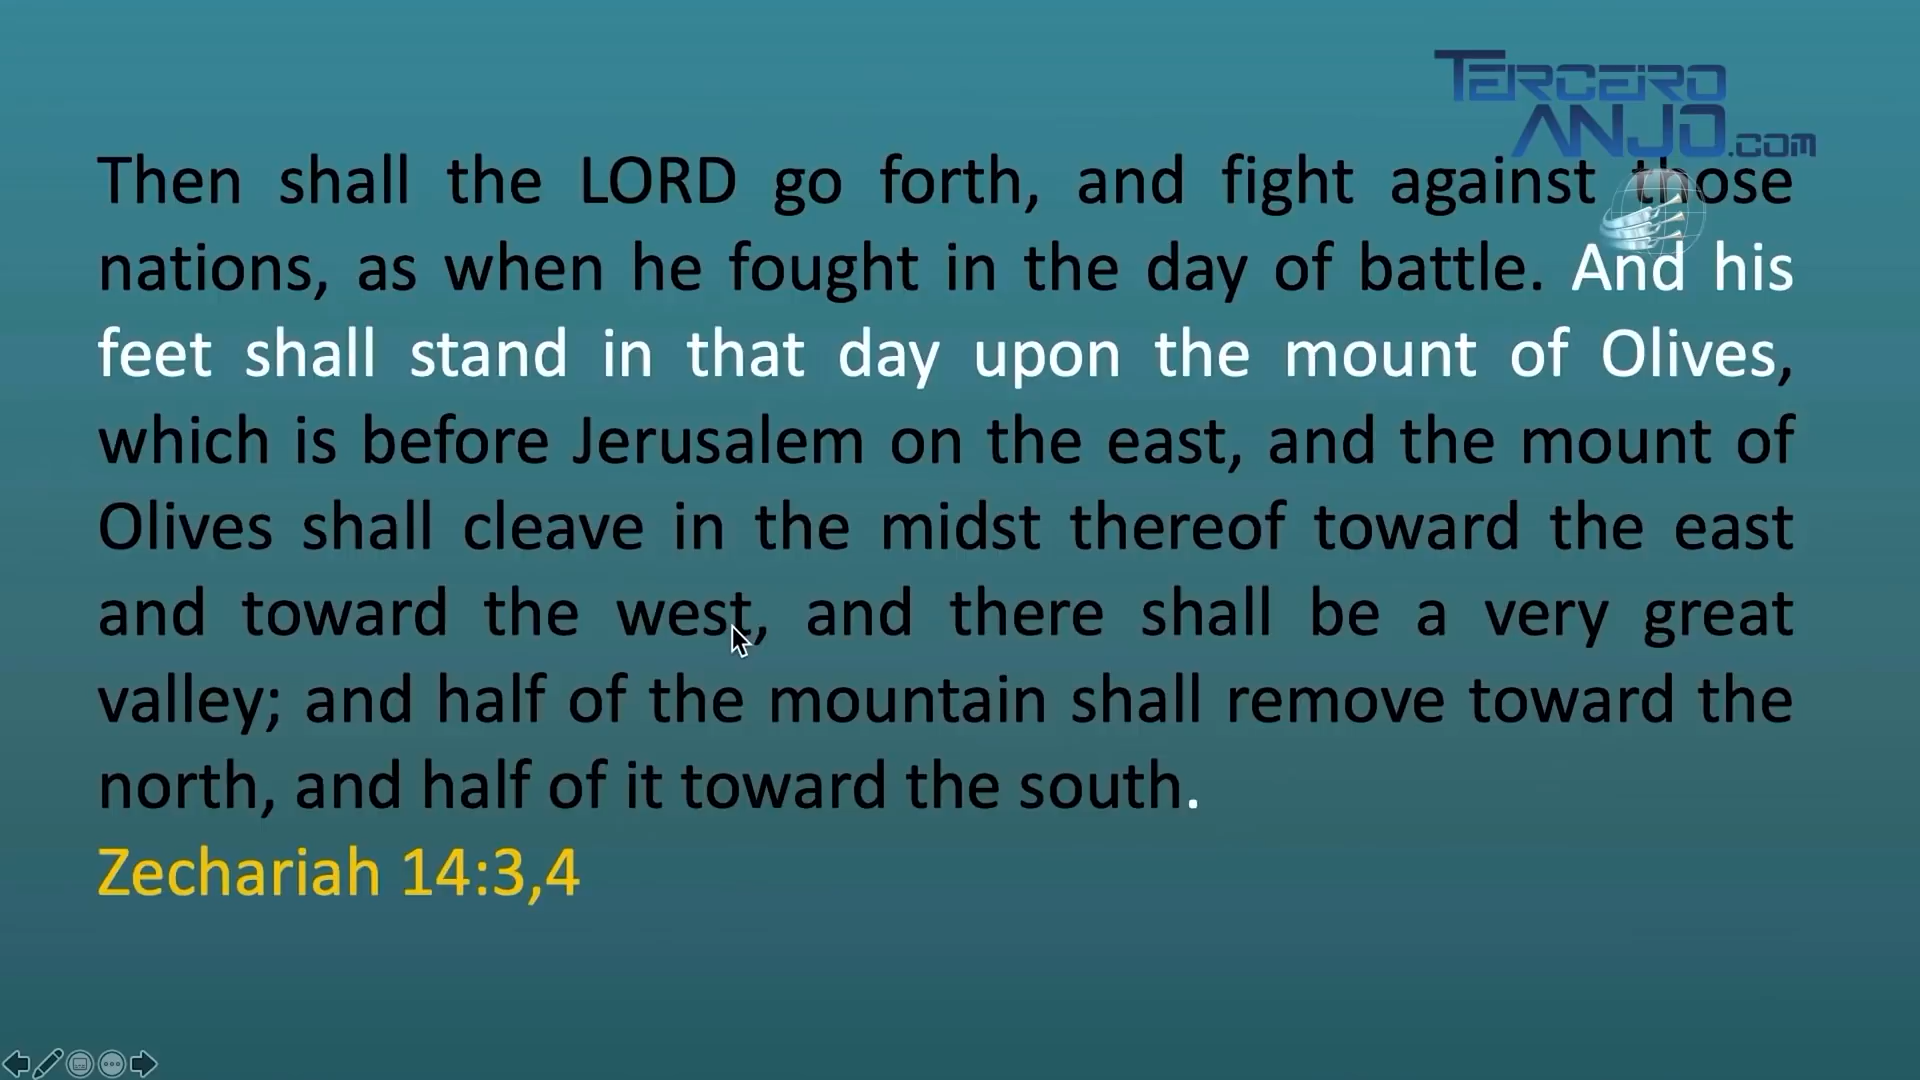 TERCEIRO
ANJO.COM
Then shall the LORD go forth, and fight against those
nations, as when he fought in the day of battle. And his
feet shall stand in that day upon the mount of Olives,
which is before Jerusalem on the east, and the mount of
Olives shall cleave in the midst thereof toward the east
and toward the west, and there shall be a very great
valley; and half of the mountain shall remove toward the
north, and half of it toward the south.
Zechariah 14:3,4